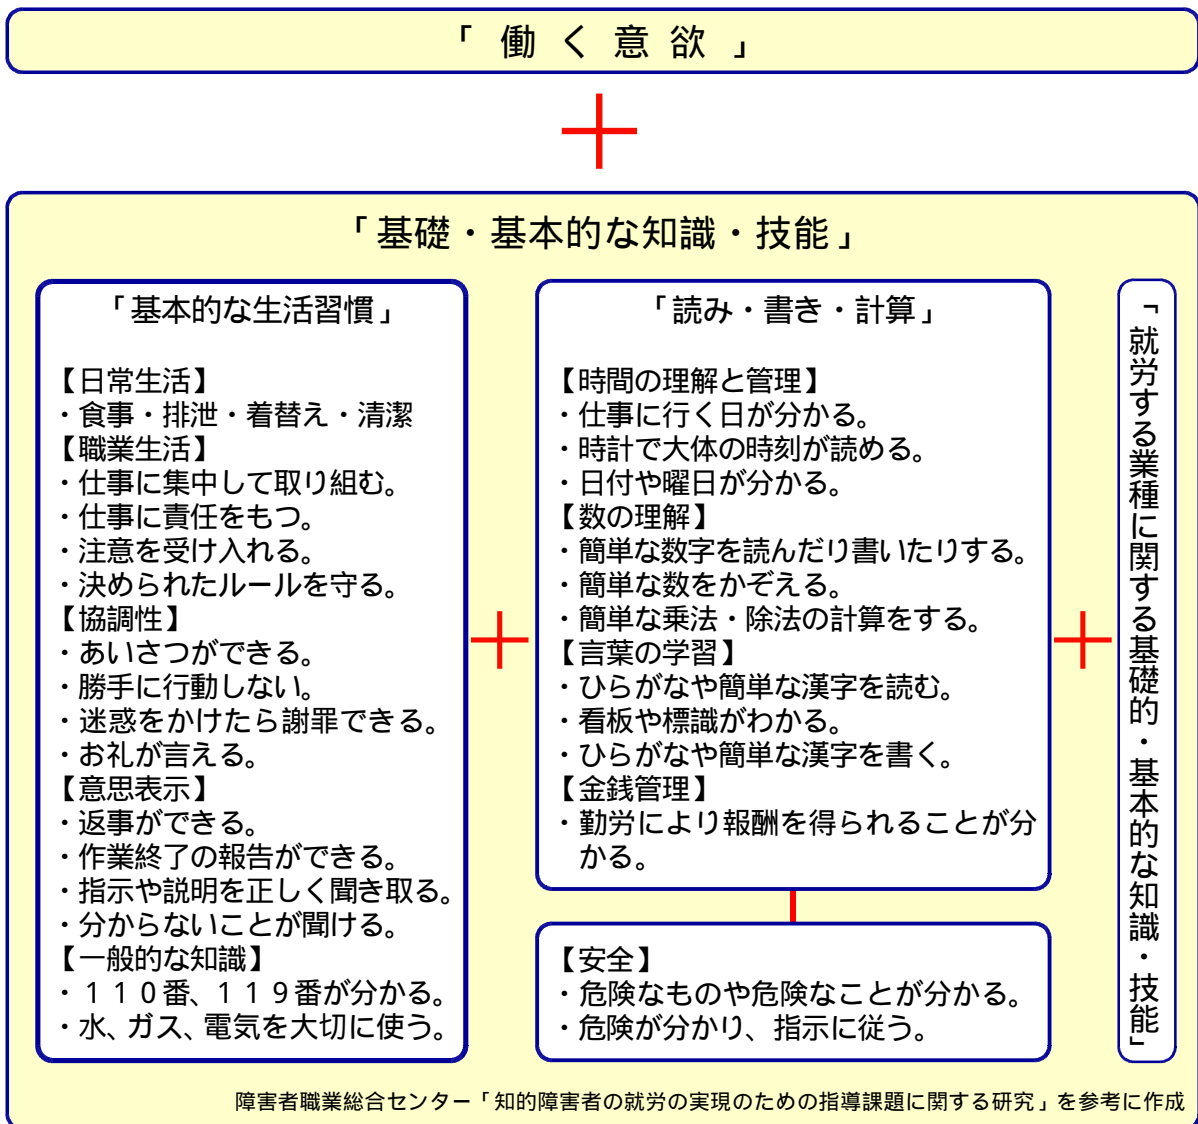 「 働 く 意 欲 」
「基礎・基本的な知識・技能」
「基本的な生活習慣」
【日常生活】
・食事・排泄・着替え・清潔
【職業生活】
・仕事に集中して取り組む。
・仕事に責任をもつ。
・注意を受け入れる。
・決められたルールを守る。
【協調性】
・あいさつができる。
・勝手に行動しない。
・迷惑をかけたら謝罪できる。
・お礼が言える。
【意思表示】
・返事ができる。
・作業終了の報告ができる。
・指示や説明を正しく聞き取る。
・分からないことが聞ける。
【一般的な知識】
・１１０番、１１９番が分かる。
・水、ガス、電気を大切に使う。
「読み・書き・計算」
【時間の理解と管理】
・仕事に行く日が分かる。
・時計で大体の時刻が読める。
・日付や曜日が分かる。
【数の理解】
・簡単な数字を読んだり書いたりする。
・簡単な数をかぞえる。
・簡単な乗法・除法の計算をする。
【言葉の学習】
・ひらがなや簡単な漢字を読む。
・看板や標識がわかる。
・ひらがなや簡単な漢字を書く。
【金銭管理】
・勤労により報酬を得られることが分
かる。
【安全】
・危険なものや危険なことが分かる。
・危険が分かり、指示に従う。
「就労する業種に関する基礎的・基本的な知識・技能」
障害者職業総合センター「知的障害者の就労の実現のための指導課題に関する研究」を参考に作成